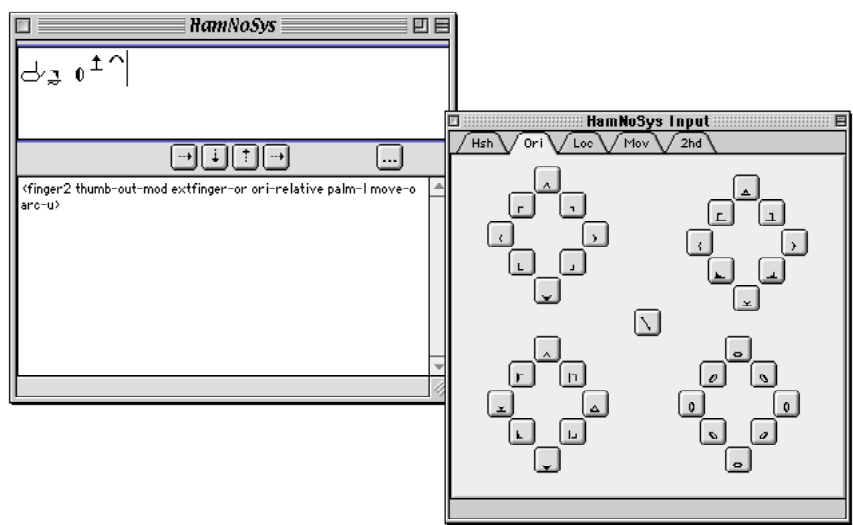 HamNoSys
...
<finger2 thumb-out-mod extfinger-or ori-relative palm-l move-o
arc-u>
HamNoSys Input
Hsh Ori Loc Mov 2hd